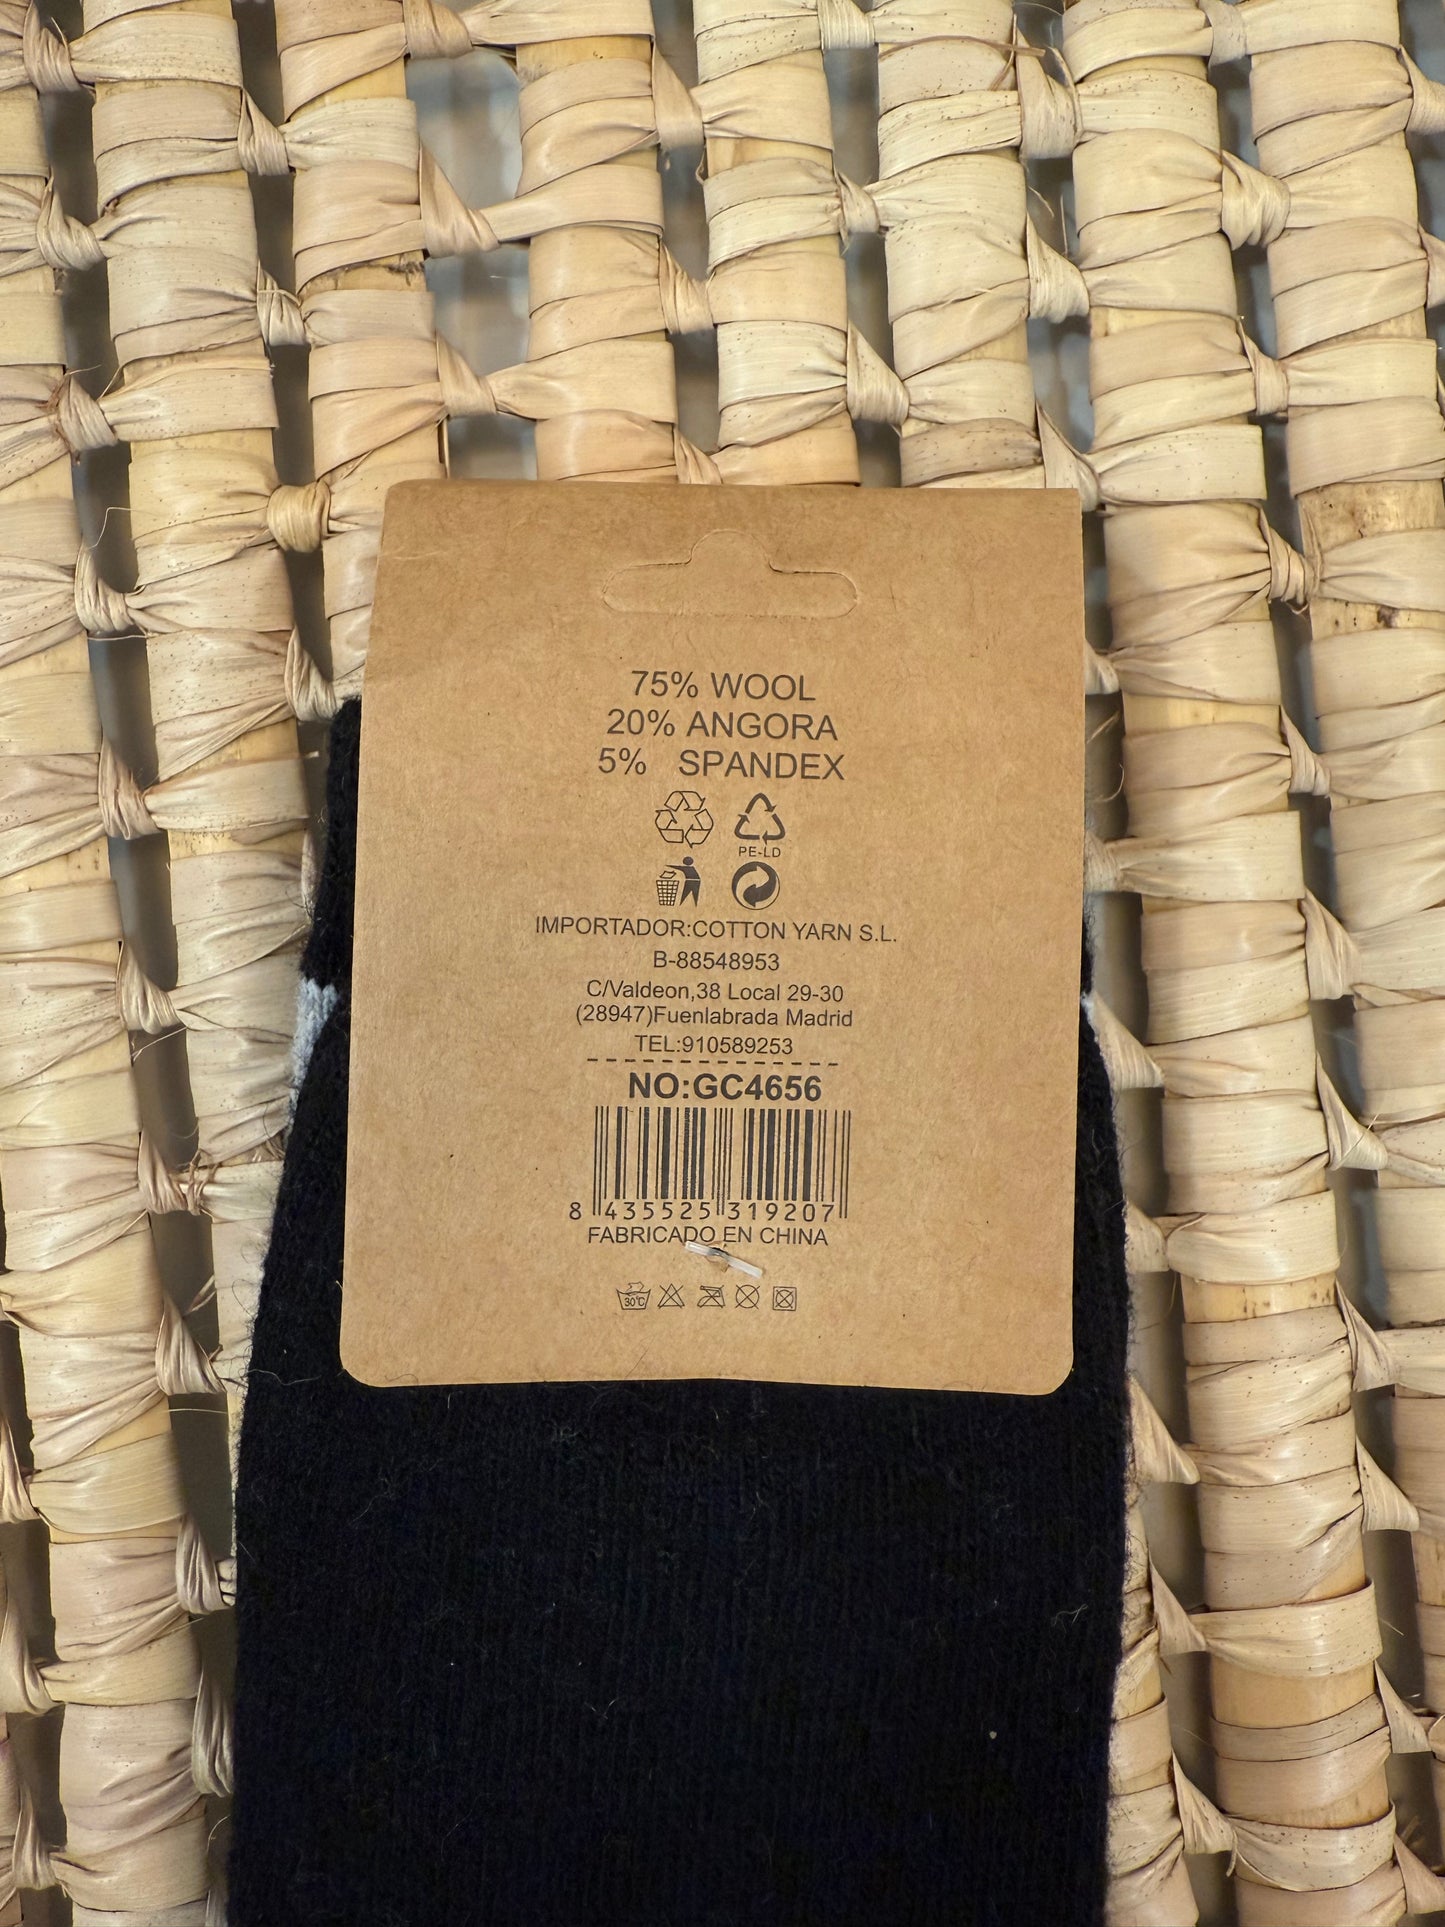 75% WOOL
20% ANGORA
5% SPANDEX
PE-LD
IMPORTADOR:COTTON YARN S.L.
B-88548953
C/Valdeon,38 Local 29-30
(28947)Fuenlabrada Madrid
TEL:910589253
NO:GC4656
8 435525 319207
FABRICADO EN CHINA
30°C